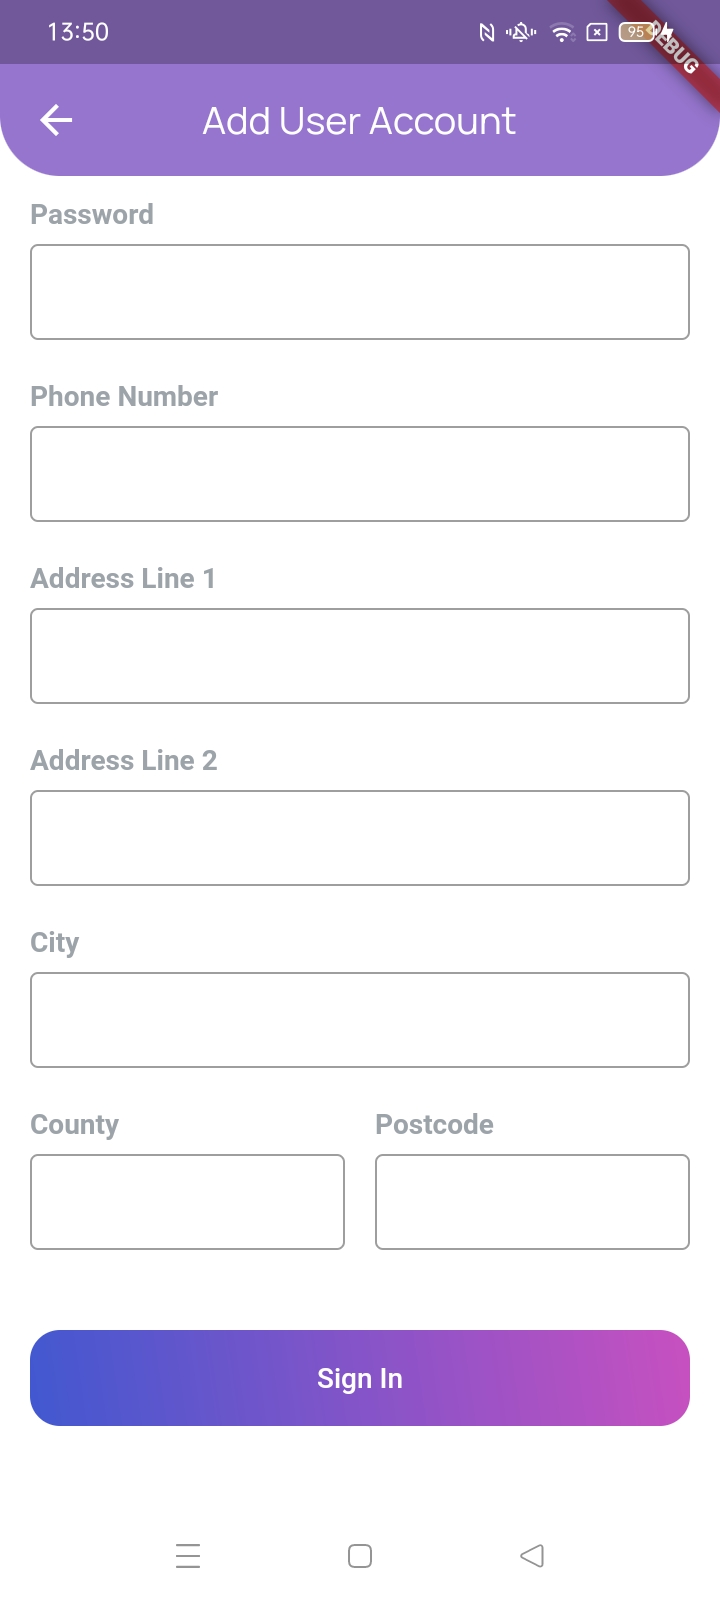 13:50
95
DEBUG
Add User Account
Password
Phone Number
Address Line 1
Address Line 2
City
County Postcode
Sign In